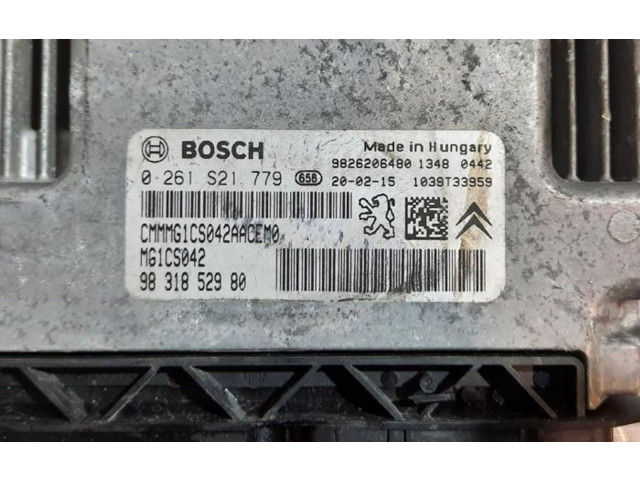 BOSCH
Made in Hungary
9826206480 1348 0442
0 261 S21 779 658 20-02-15 1039T33959
CMMMG1CS042AACEM0
MG1CS042
98 318 529 80